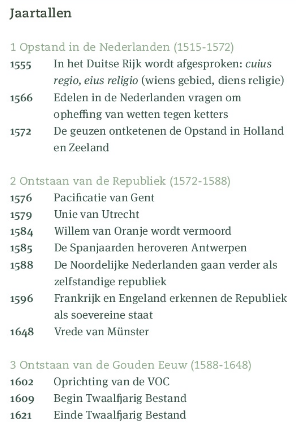 Jaartallen
1 Opstand in de Nederlanden (1515-1572)
1555 In het Duitse Rijk wordt afgesproken: cuius
regio, eius religio (wiens gebied, diens religie)
1566 Edelen in de Nederlanden vragen om
opheffing van wetten tegen ketters
1572 De geuzen ontketenen de Opstand in Holland
en Zeeland
2 Ontstaan van de Republiek (1572-1588)
1576 Pacificatie van Gent
1579 Unie van Utrecht
1584 Willem van Oranje wordt vermoord
1585 De Spanjaarden heroveren Antwerpen
1588 De Noordelijke Nederlanden gaan verder als
zelfstandige republiek
1596 Frankrijk en Engeland erkennen de Republiek
als soevereine staat
1648 Vrede van Münster
3 Ontstaan van de Gouden Eeuw (1588-1648)
1602 Oprichting van de VOC
1609 Begin Twaalfjarig Bestand
1621 Einde Twaalfjarig Bestand